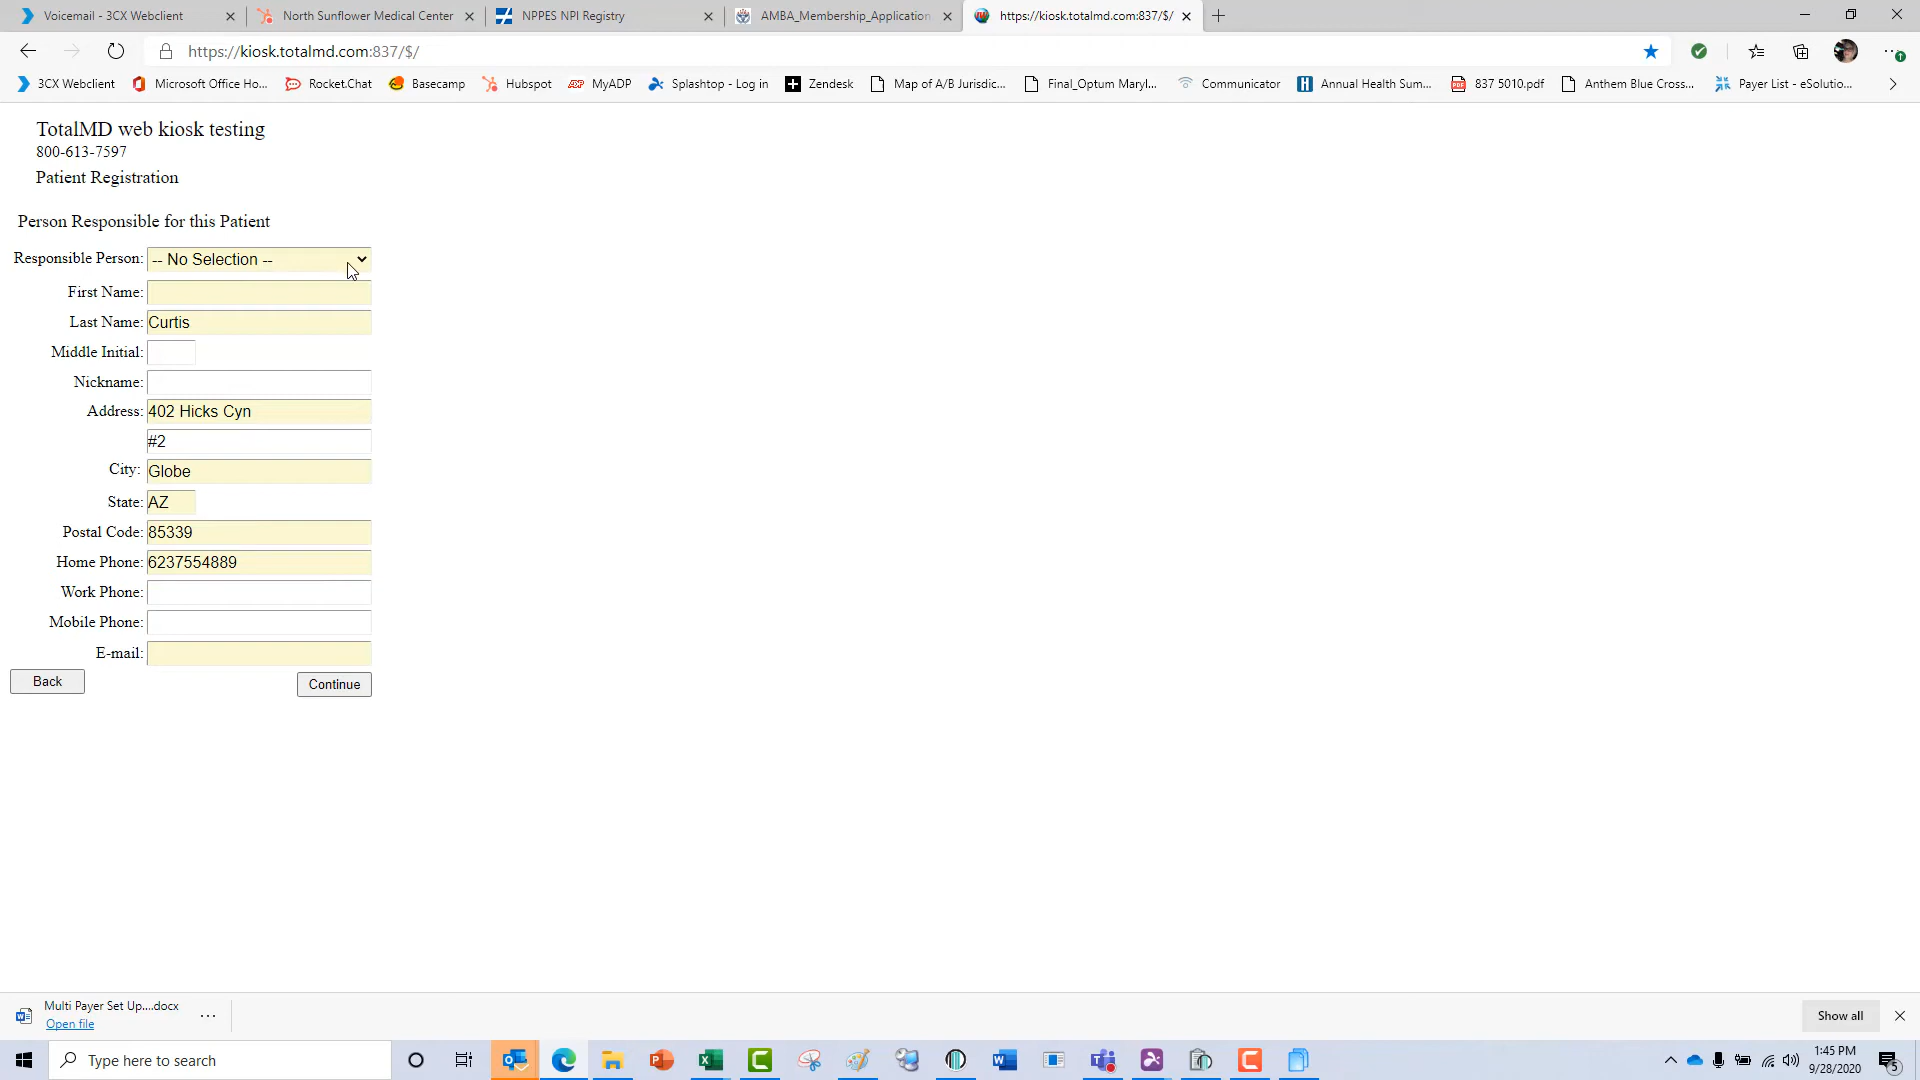 Voicemail - 3CX Webclient
North Sunflower Medical Center
NPPES NPI Registry
AMBA_Membership_Application
https://kiosk.totalmd.com:837/$/
https://kiosk.totalmd.com:837/$/
3CX Webclient
Microsoft Office Ho...
Rocket.Chat
Basecamp
Hubspot
MyADP
Splashtop - Log in
Zendesk
Map of A/B Jurisdic...
Final_Optum Maryl...
Communicator
Annual Health Sum...
837 5010.pdf
Anthem Blue Cross...
Payer List - eSolutio...
TotalMD web kiosk testing
800-613-7597
Patient Registration
Person Responsible for this Patient
Responsible Person: -- No Selection --
First Name:
Last Name: Curtis
Middle Initial:
Nickname:
Address: 402 Hicks Cyn
#2
City: Globe
State: AZ
Postal Code: 85339
Home Phone: 6237554889
Work Phone:
Mobile Phone:
E-mail:
Back
Continue
Multi Payer Set Up....docx
Open file
Show all
Type here to search
1:45 PM
9/28/2020
5